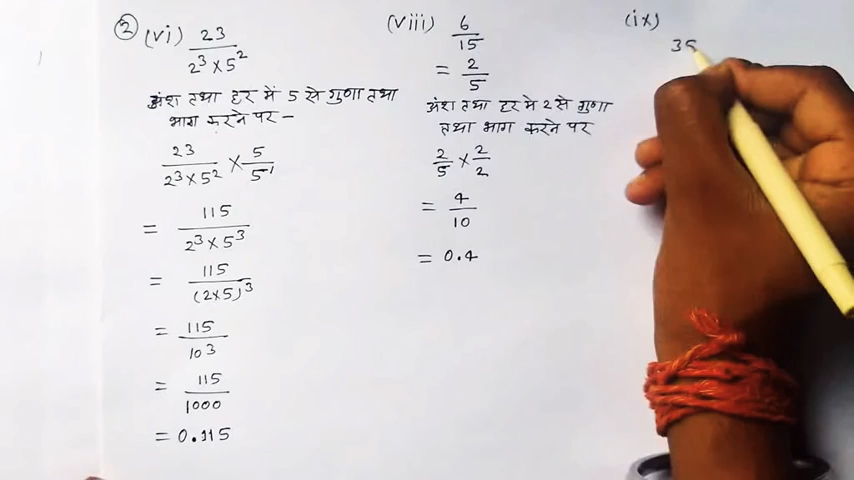 ② (vi) 23/(2³×5²)
अंश तथा हर में 5 से गुणा तथा
भाग करने पर –
23/(2³×5²) × 5/5¹
= 115/(2³×5³)
= 115/(2×5)³
= 115/10³
= 115/1000
= 0.115
(viii) 6/15
= 2/5
अंश तथा हर मे 2 से गुणा
तथा भाग करने पर
2/5 × 2/2
= 4/10
= 0.4
(ix)
35